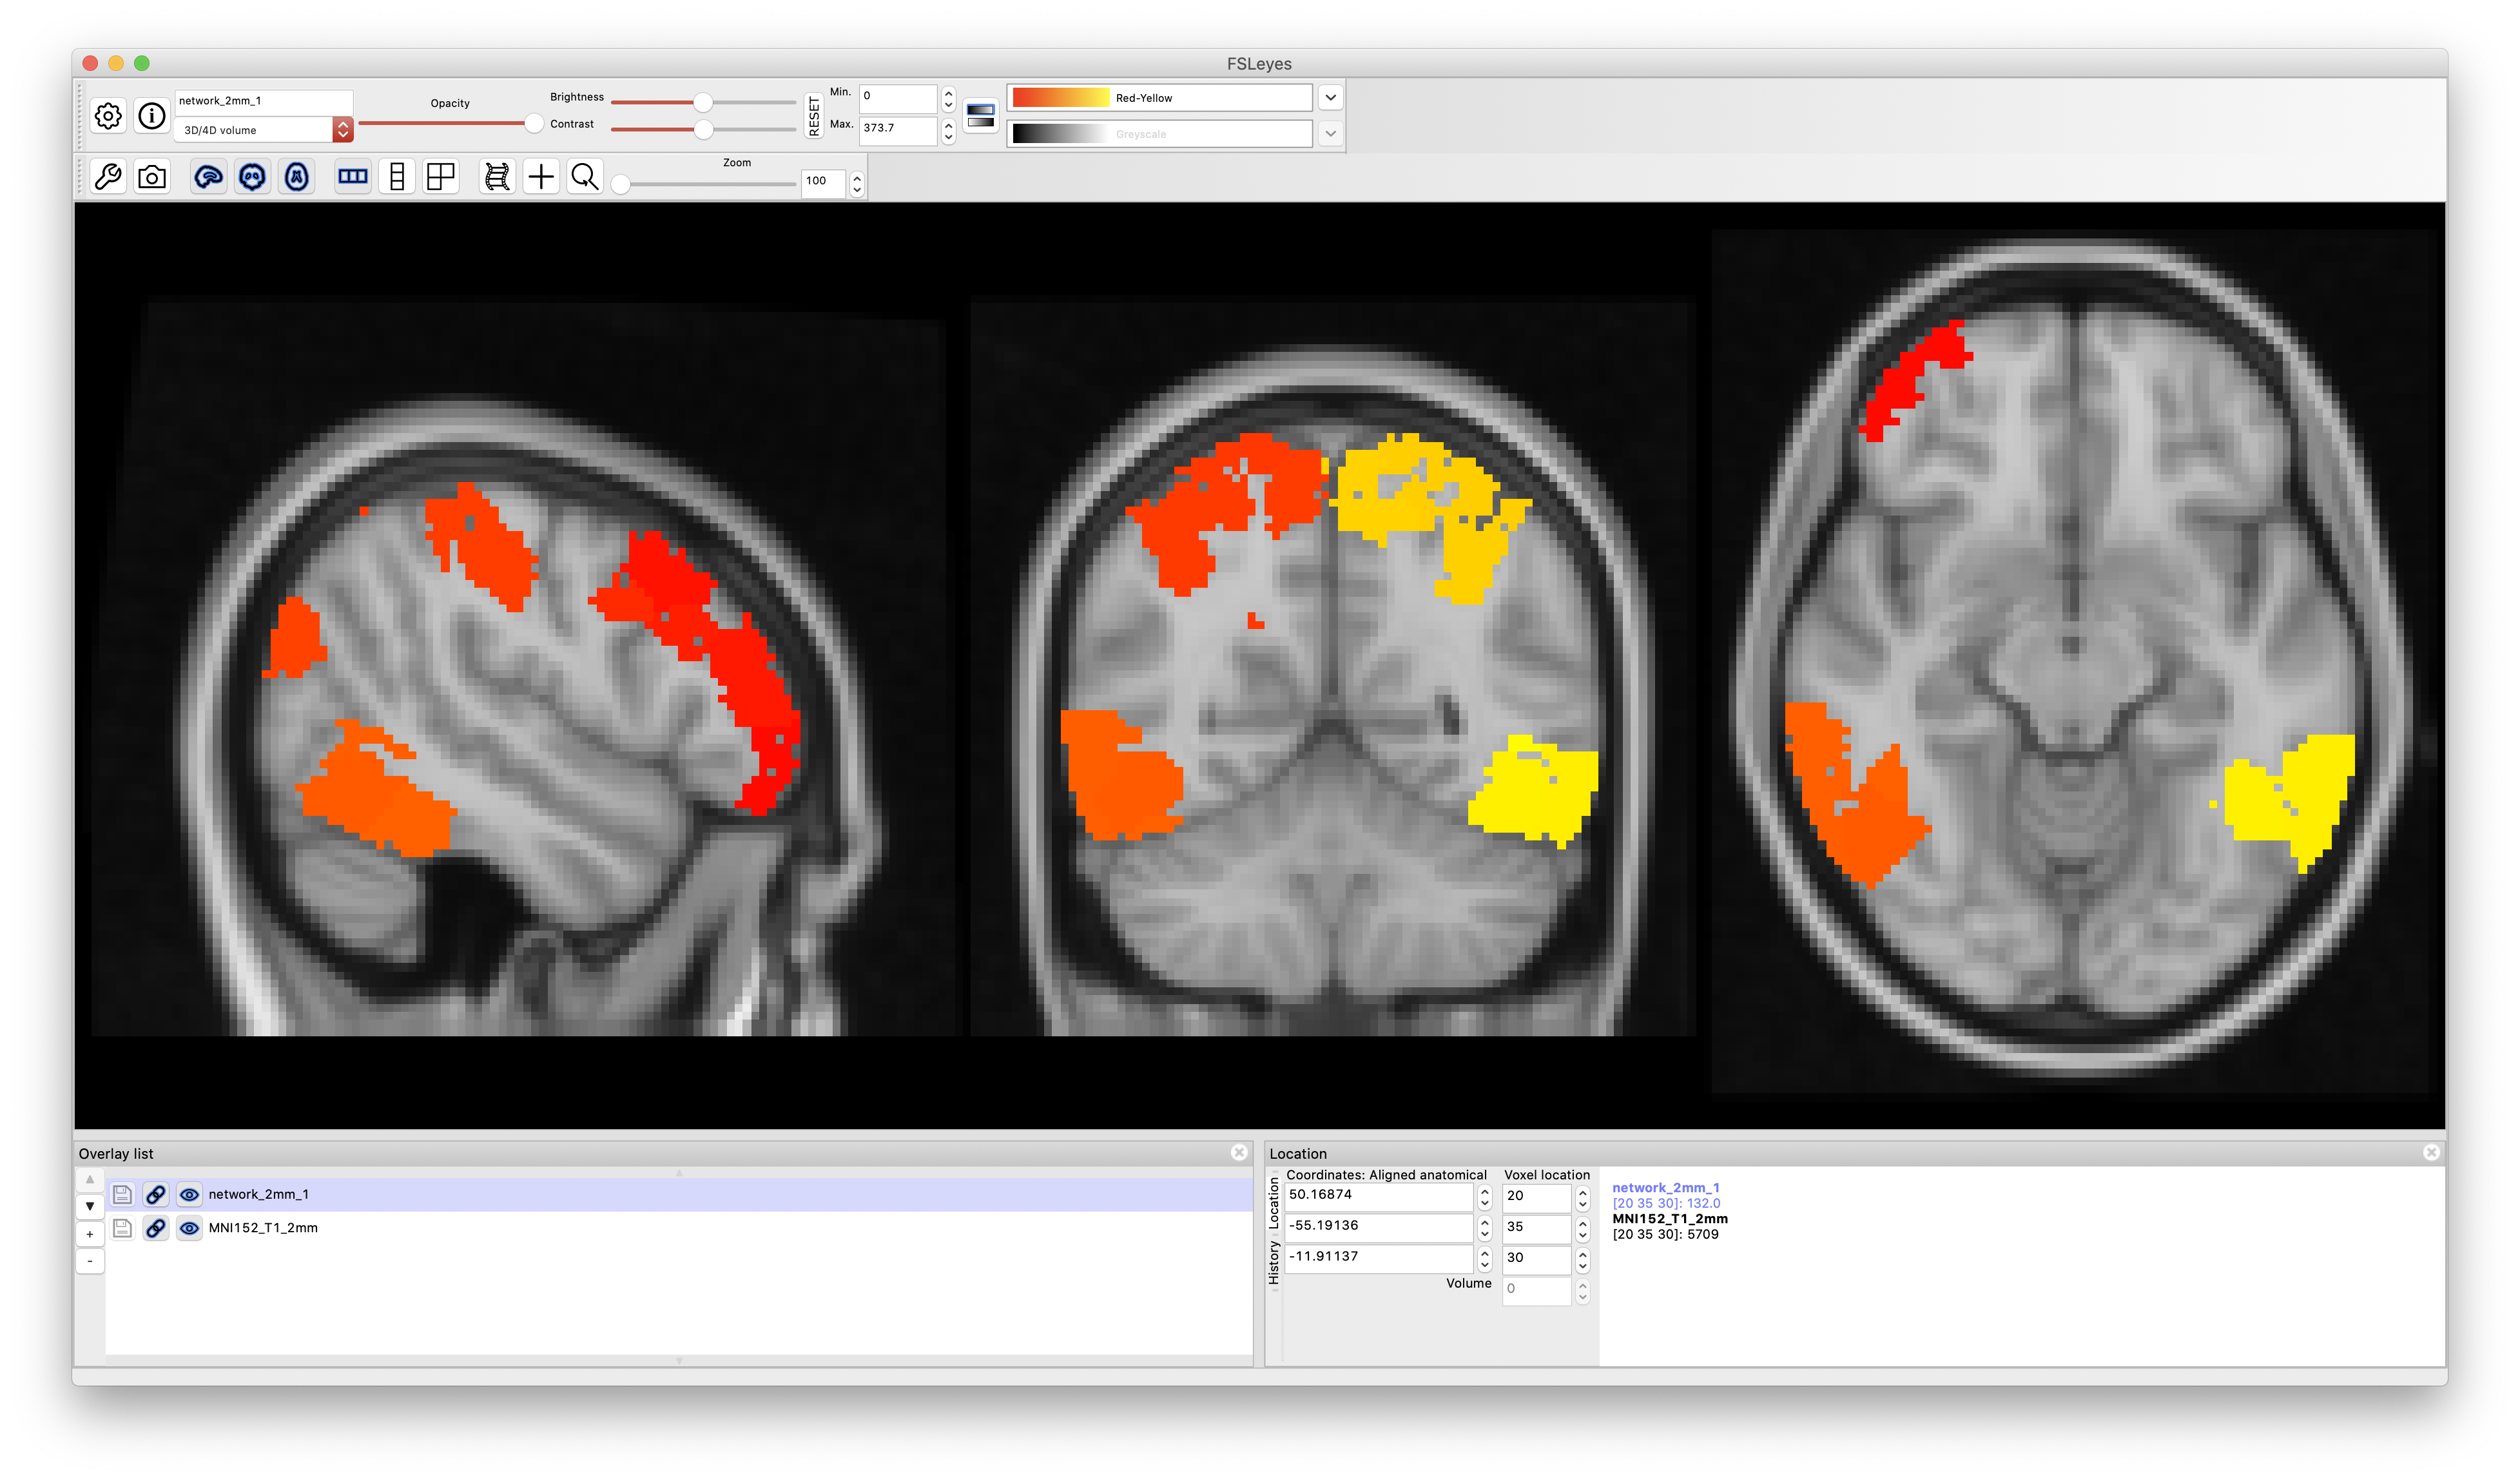 FSLeyes
network_2mm_1
3D/4D volume
Opacity
Brightness
Contrast
RESET
Min.
0
Max.
373.7
Red-Yellow
Greyscale
Zoom
100
Overlay list
network_2mm_1
MNI152_T1_2mm
Location
Location
History
Coordinates: Aligned anatomical
Voxel location
50.16874
20
-55.19136
35
-11.91137
30
Volume
0
network_2mm_1
[20 35 30]: 132.0
MNI152_T1_2mm
[20 35 30]: 5709